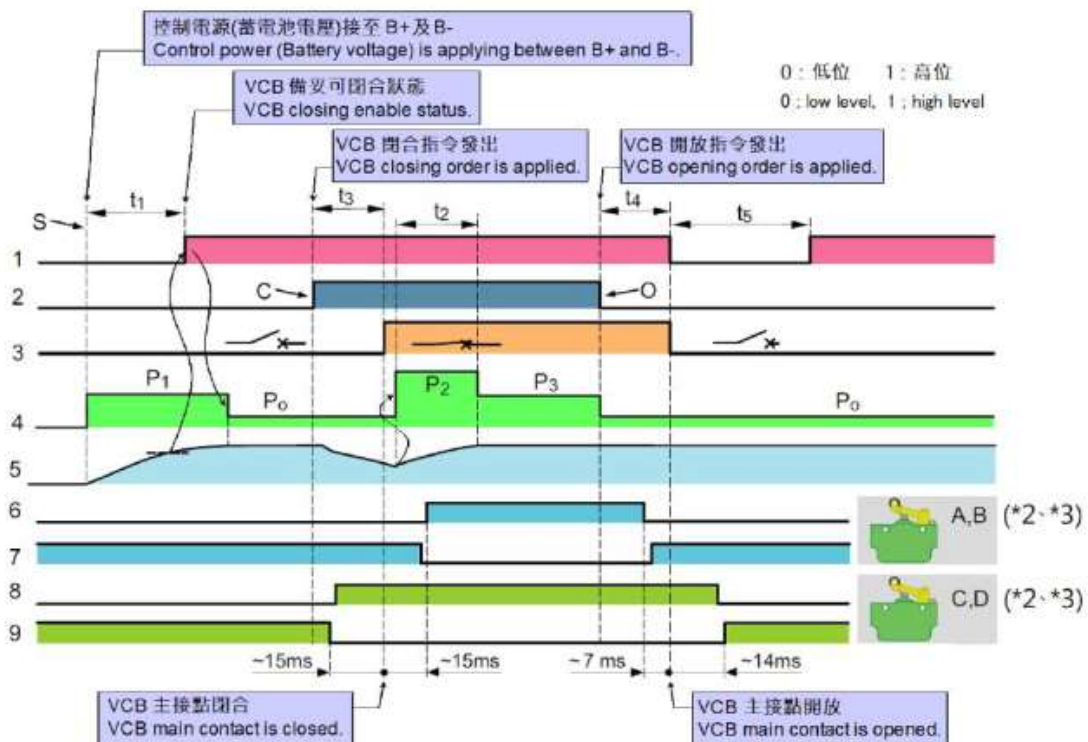 控制電源(蓄電池電壓)接至 B+及 B-
Control power (Battery voltage) is applying between B+ and B-.
VCB 備妥可閉合狀態
VCB closing enable status.
0：低位 1：高位
0 ; low level, 1 ; high level
VCB 閉合指令發出
VCB closing order is applied.
VCB 開放指令發出
VCB opening order is applied.
t1 t3 t2 t4 t5
S
1
2 C O
3
4 P1 Po P2 P3 Po
5
6 A,B (*2、*3)
7
8 C,D (*2、*3)
9
~15ms ~15ms ~7 ms ~14ms
VCB 主接點閉合
VCB main contact is closed.
VCB 主接點開放
VCB main contact is opened.